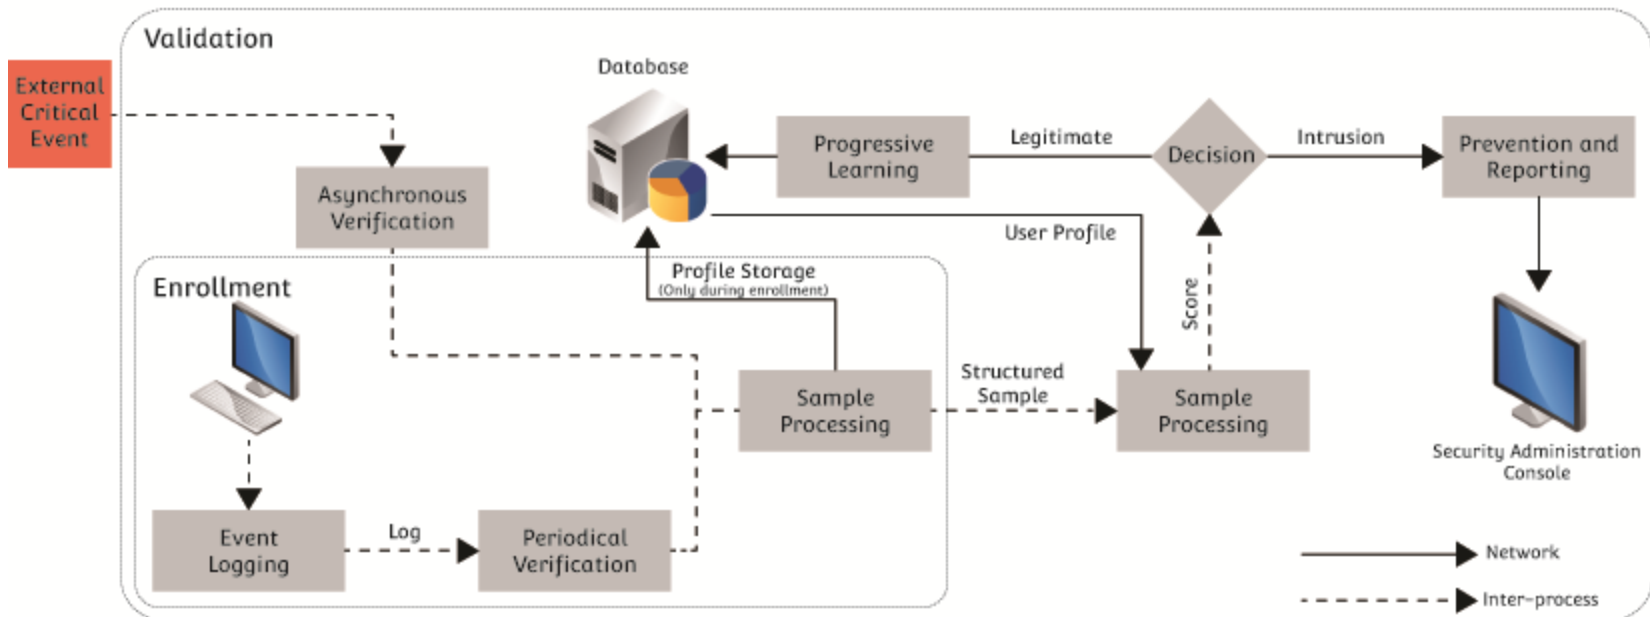 Validation
External
Critical
Event
Database
Asynchronous
Verification
Progressive
Learning
Legitimate
Decision
Intrusion
Prevention and
Reporting
User Profile
Enrollment
Profile Storage
(Only during enrollment)
Score
Sample
Processing
Structured
Sample
Sample
Processing
Security Administration
Console
Event
Logging
Log
Periodical
Verification
Network
Inter-process